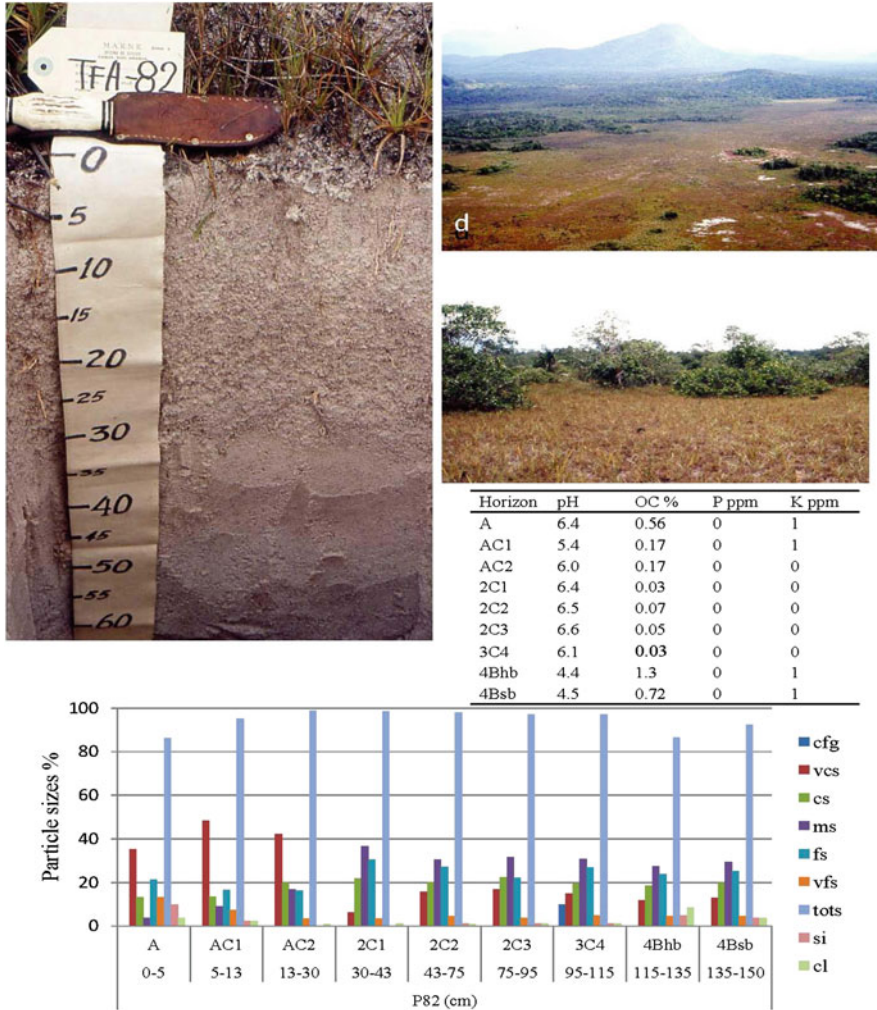 MARNR
TFA-82
0
5
10
15
20
25
30
35
40
45
50
55
60
d
Horizon pH OC % P ppm K ppm
A 6.4 0.56 0 1
AC1 5.4 0.17 0 1
AC2 6.0 0.17 0 0
2C1 6.4 0.03 0 0
2C2 6.5 0.07 0 0
2C3 6.6 0.05 0 0
3C4 6.1 0.03 0 0
4Bhb 4.4 1.3 0 1
4Bsb 4.5 0.72 0 1
Particle sizes %
100
80
60
40
20
0
A AC1 AC2 2C1 2C2 2C3 3C4 4Bhb 4Bsb
0-5 5-13 13-30 30-43 43-75 75-95 95-115 115-135 135-150
P82 (cm)
cfg
vcs
cs
ms
fs
vfs
tots
si
cl